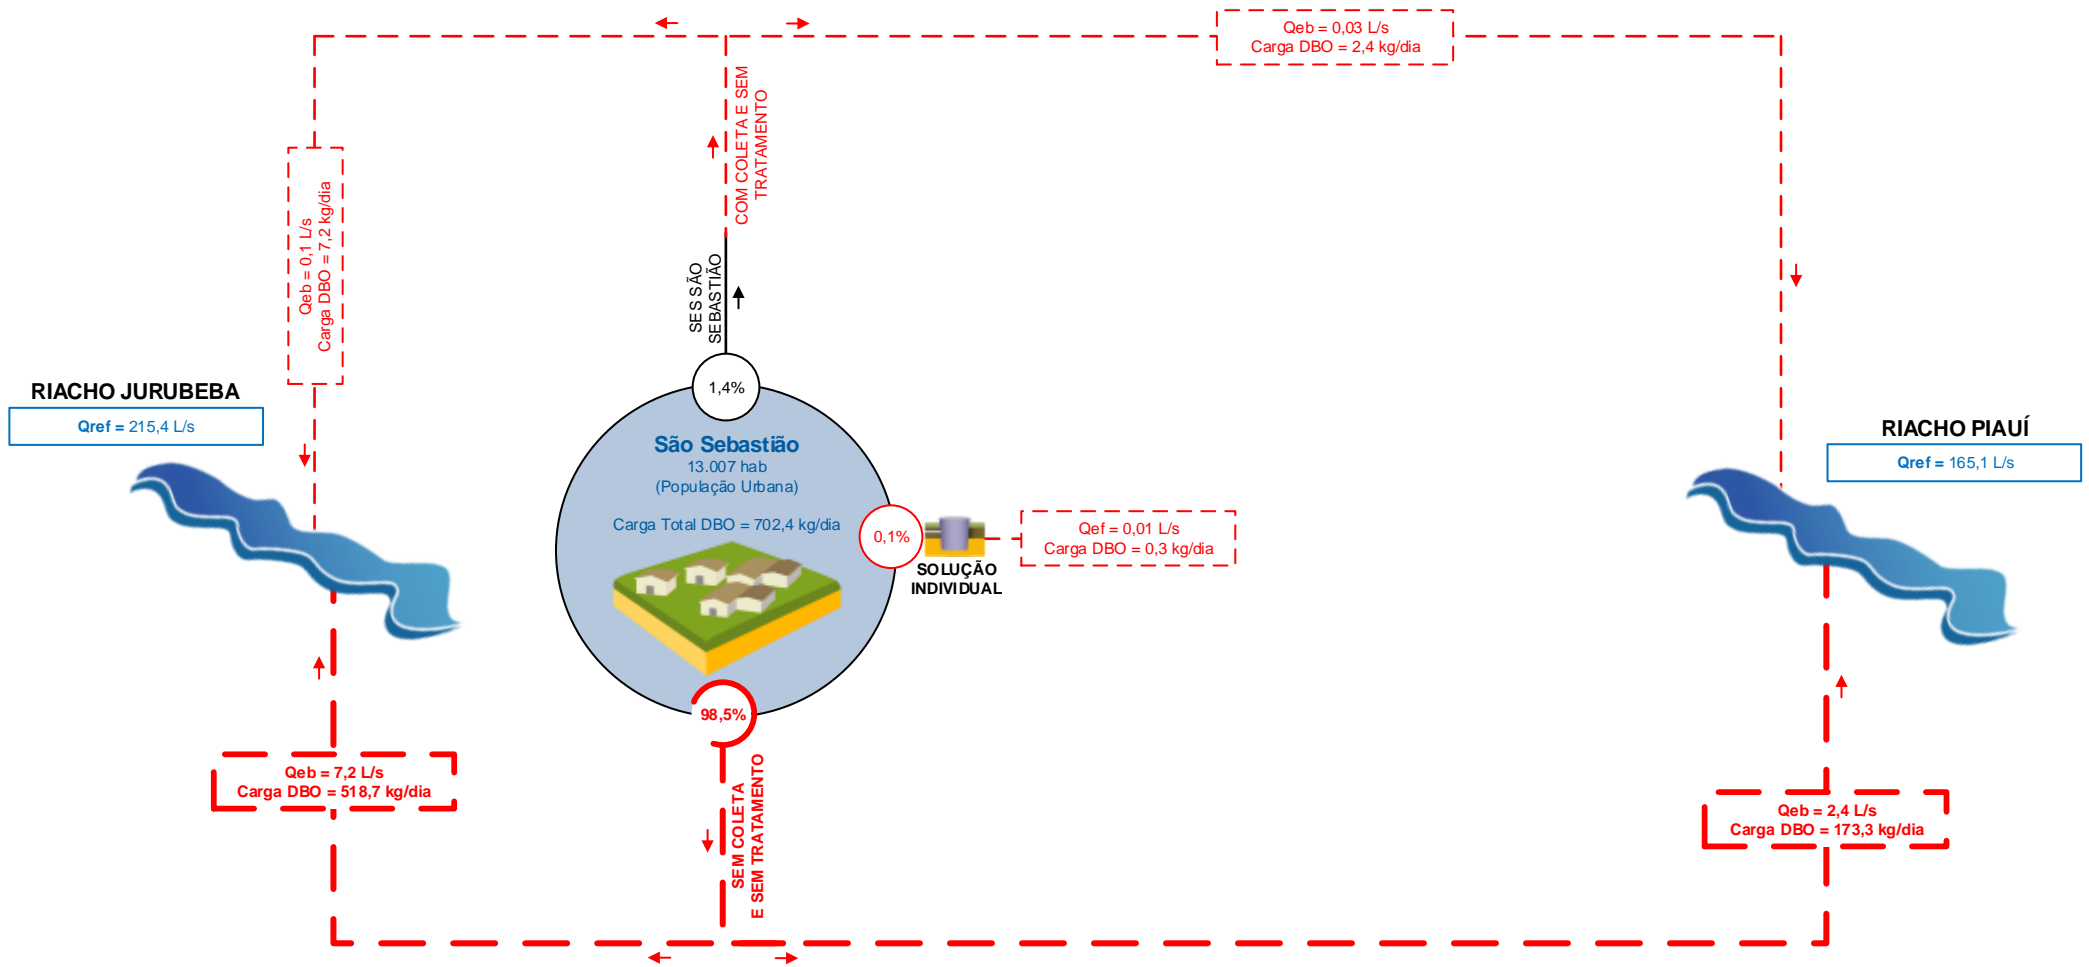 Qeb = 0,03 L/s
Carga DBO = 2,4 kg/dia
COM COLETA E SEM
TRATAMENTO
Qeb = 0,1 L/s
Carga DBO = 7,2 kg/dia
SES SÃO
SEBASTIÃO
RIACHO JURUBEBA
Qref = 215,4 L/s
1,4%
São Sebastião
13.007 hab
(População Urbana)
Carga Total DBO = 702,4 kg/dia
0,1%
SOLUÇÃO
INDIVIDUAL
Qef = 0,01 L/s
Carga DBO = 0,3 kg/dia
RIACHO PIAUÍ
Qref = 165,1 L/s
98,5%
SEM COLETA
E SEM TRATAMENTO
Qeb = 7,2 L/s
Carga DBO = 518,7 kg/dia
Qeb = 2,4 L/s
Carga DBO = 173,3 kg/dia